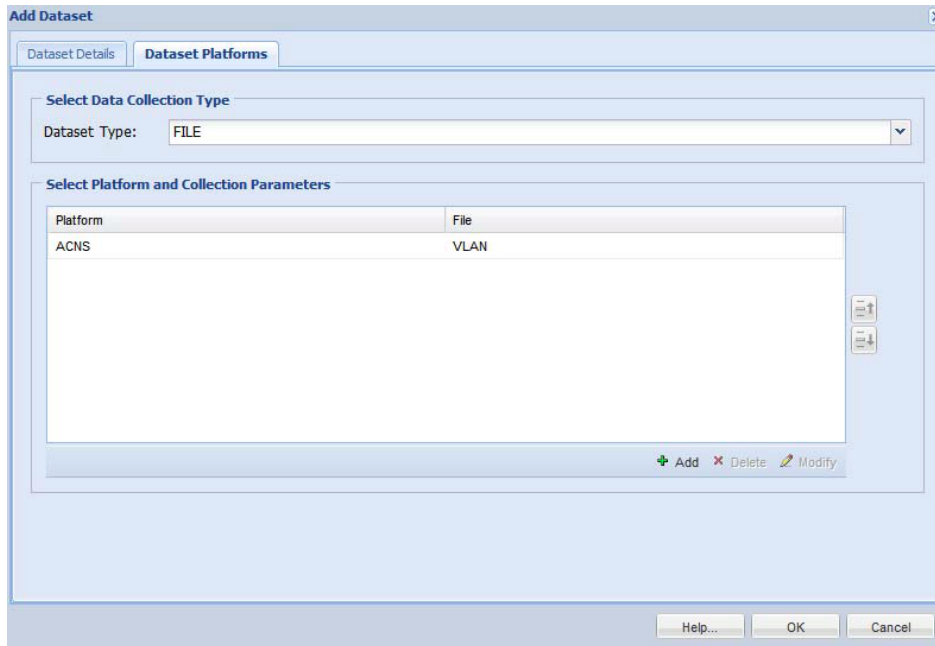 Add Dataset
Dataset Details
Dataset Platforms
Select Data Collection Type
Dataset Type: FILE
Select Platform and Collection Parameters
Platform File
ACNS VLAN
Add Delete Modify
Help... OK Cancel